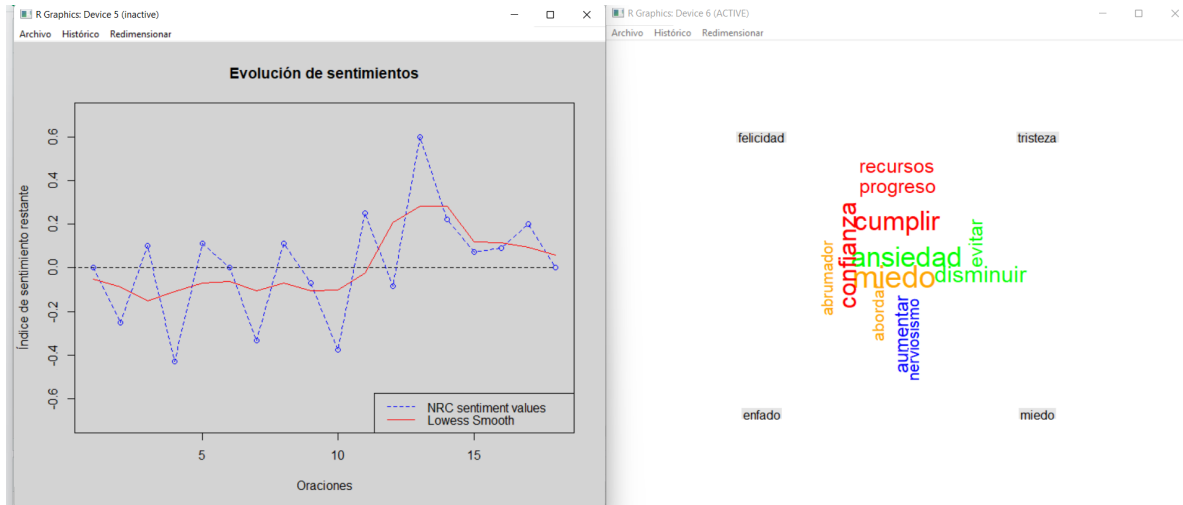 R Graphics: Device 5 (inactive)
Archivo Histórico Redimensionar
Evolución de sentimientos
Índice de sentimiento restante
0.6
0.4
0.2
0.0
-0.2
-0.4
-0.6
5 10 15
Oraciones
NRC sentiment values
Lowess Smooth
R Graphics: Device 6 (ACTIVE)
Archivo Histórico Redimensionar
felicidad
tristeza
recursos
progreso
cumplir
confianza
ansiedad
evitar
miedo
disminuir
abrumador
abordar
aumentar
nerviosismo
enfado
miedo